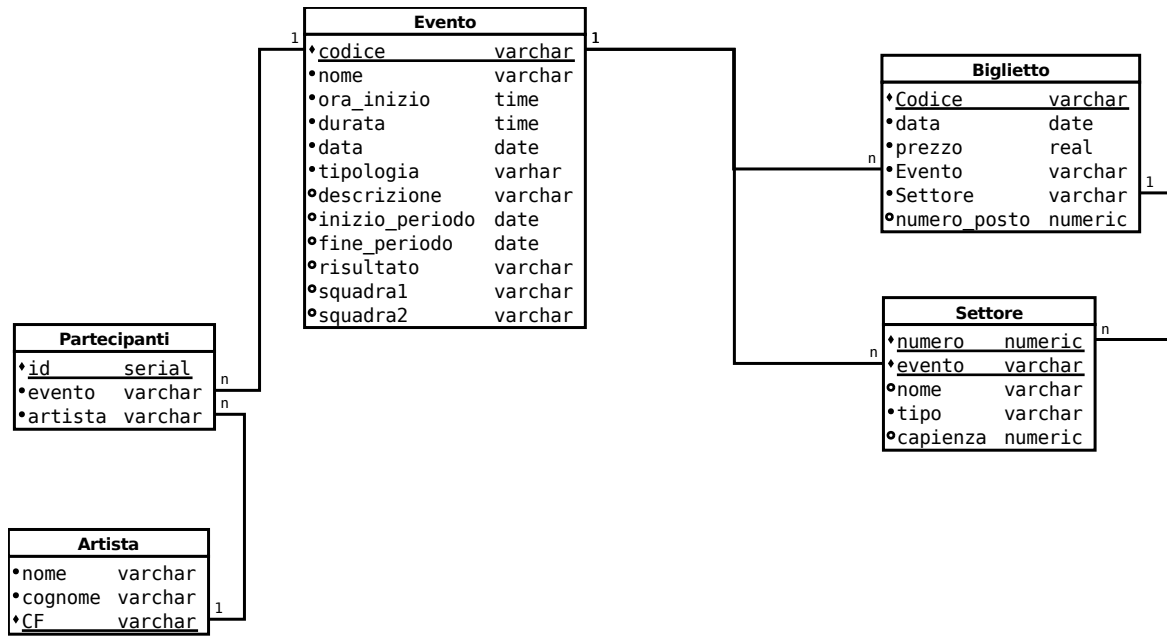 Evento
codice varchar
nome varchar
ora_inizio time
durata time
data date
tipologia varhar
descrizione varchar
inizio_periodo date
fine_periodo date
risultato varchar
squadra1 varchar
squadra2 varchar
1
1
Biglietto
Codice varchar
data date
prezzo real
Evento varchar
Settore varchar
numero_posto numeric
n
1
Settore
numero numeric
evento varchar
nome varchar
tipo varchar
capienza numeric
n
n
Partecipanti
id serial
evento varchar
artista varchar
n
n
Artista
nome varchar
cognome varchar
CF varchar
1